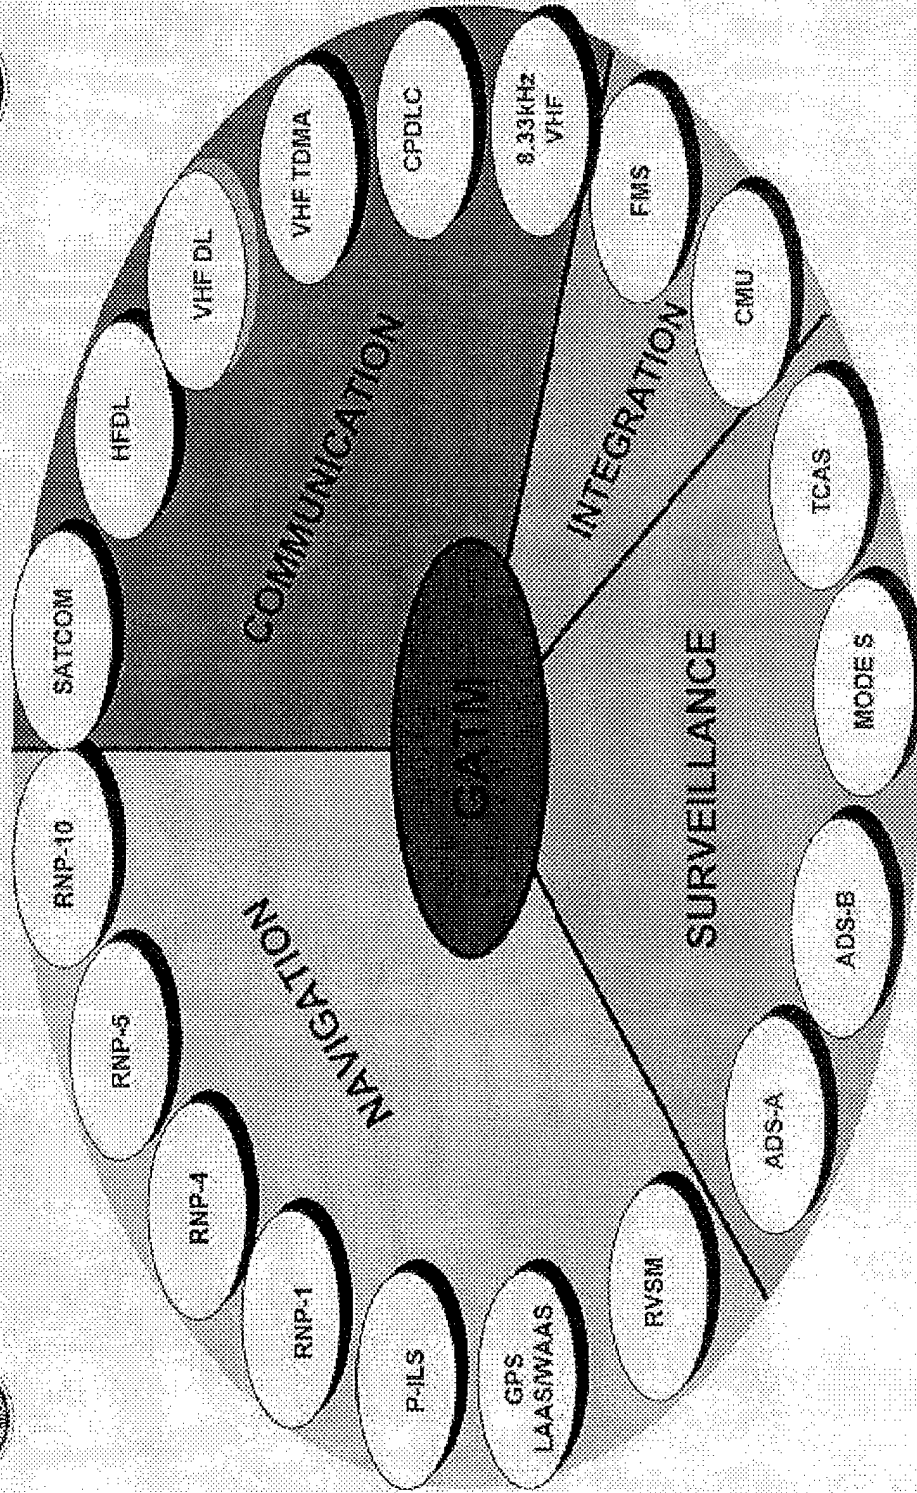 SATCOM
HFDL
VHF DL
VHF TDMA
CPDLC
8.33kHz
VHF
COMMUNICATION
FMS
CMU
INTEGRATION
TCAS
MODE S
ADS-B
ADS-A
SURVEILLANCE
RVSM
GPS
LAAS/WAAS
P-ILS
RNP-1
RNP-4
RNP-5
RNP-10
NAVIGATION
GATM